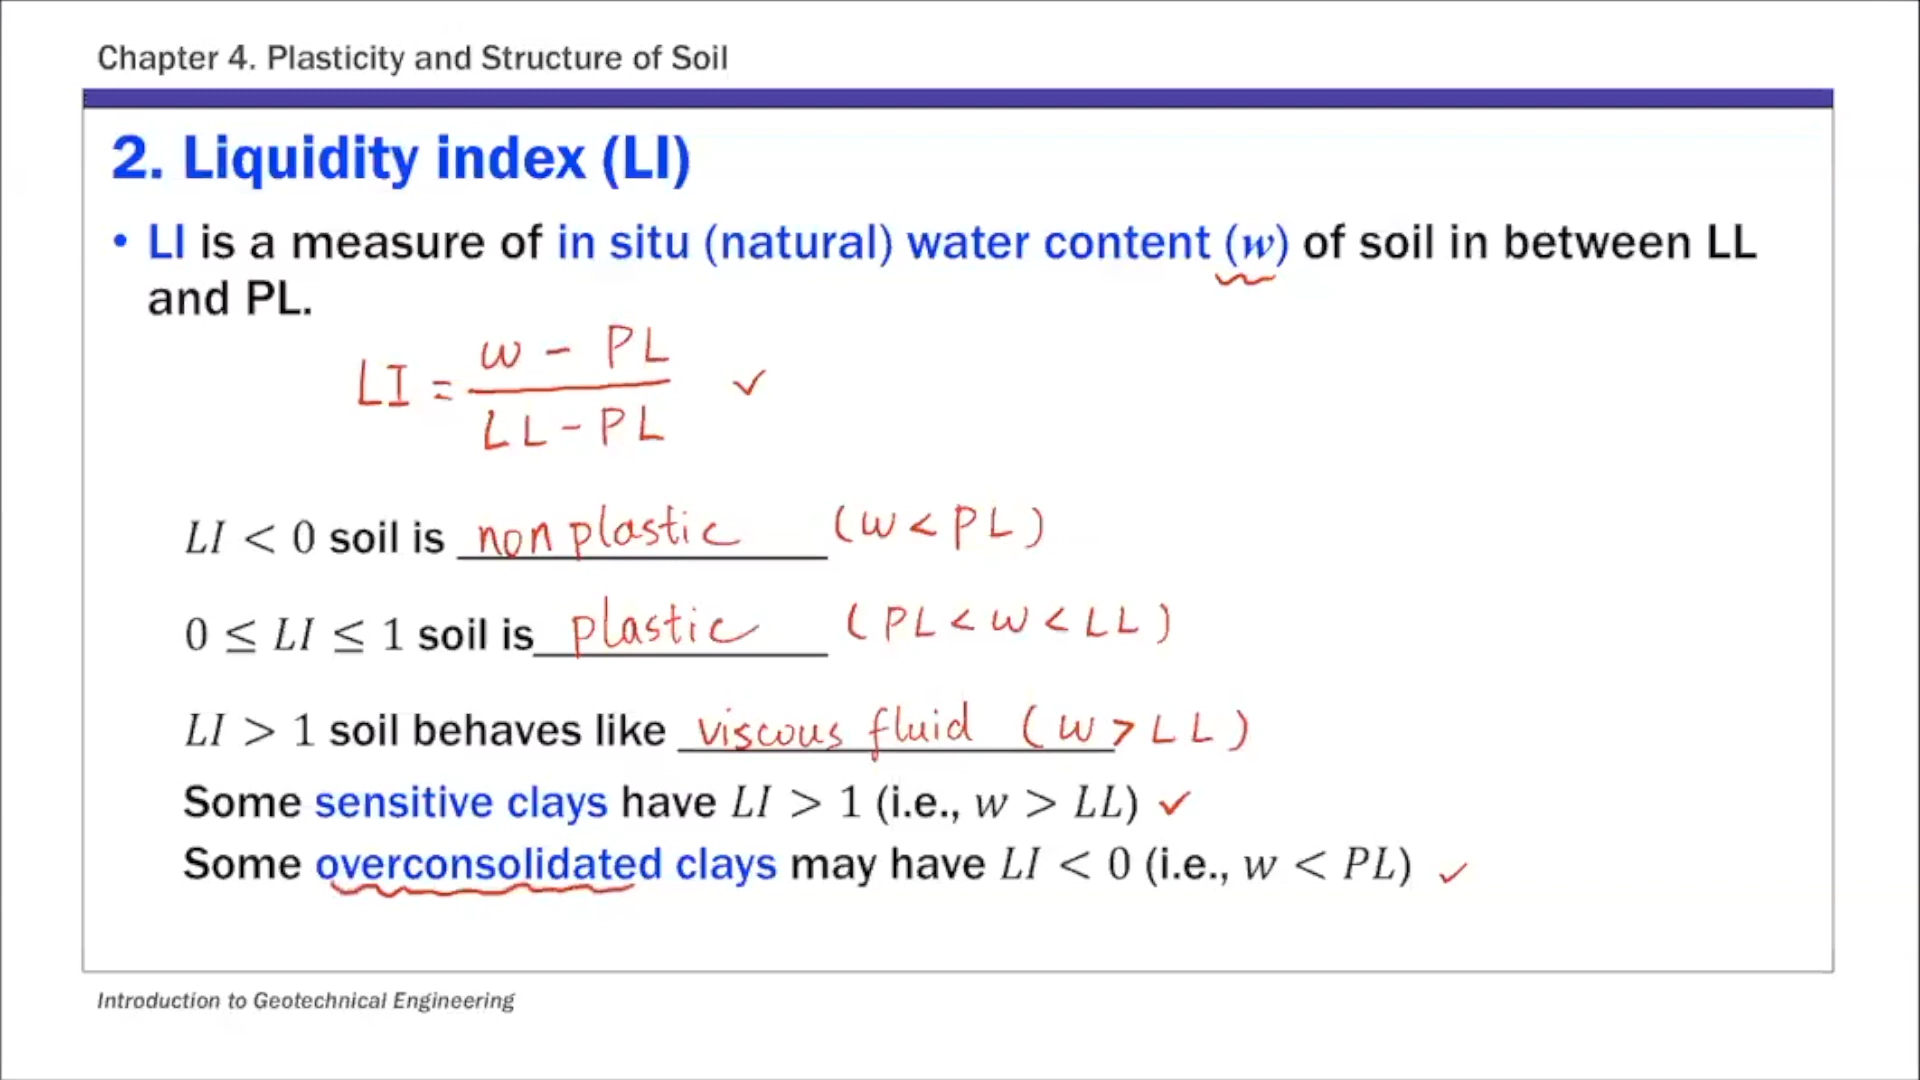 Chapter 4. Plasticity and Structure of Soil
2. Liquidity index (LI)
• LI is a measure of in situ (natural) water content (w) of soil in between LL
and PL.
w - PL
LI =
LL - PL
✓
LI < 0 soil is non plastic (w < PL)
0 ≤ LI ≤ 1 soil is plastic (PL < w < LL)
LI > 1 soil behaves like viscous fluid (w > LL)
Some sensitive clays have LI > 1 (i.e., w > LL) ✓
Some overconsolidated clays may have LI < 0 (i.e., w < PL) ✓
Introduction to Geotechnical Engineering